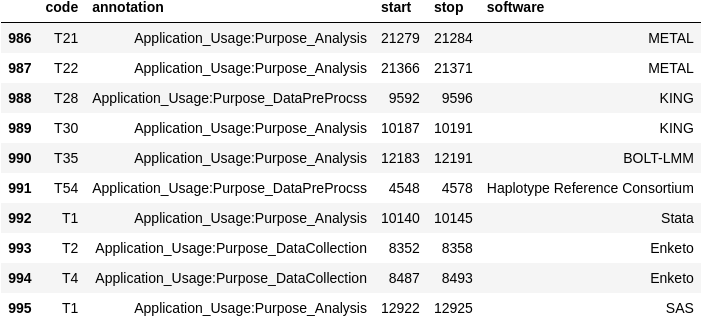 code annotation start stop software
986 T21 Application_Usage:Purpose_Analysis 21279 21284 METAL
987 T22 Application_Usage:Purpose_Analysis 21366 21371 METAL
988 T28 Application_Usage:Purpose_DataPreProcss 9592 9596 KING
989 T30 Application_Usage:Purpose_Analysis 10187 10191 KING
990 T35 Application_Usage:Purpose_Analysis 12183 12191 BOLT-LMM
991 T54 Application_Usage:Purpose_DataPreProcss 4548 4578 Haplotype Reference Consortium
992 T1 Application_Usage:Purpose_Analysis 10140 10145 Stata
993 T2 Application_Usage:Purpose_DataCollection 8352 8358 Enketo
994 T4 Application_Usage:Purpose_DataCollection 8487 8493 Enketo
995 T1 Application_Usage:Purpose_Analysis 12922 12925 SAS